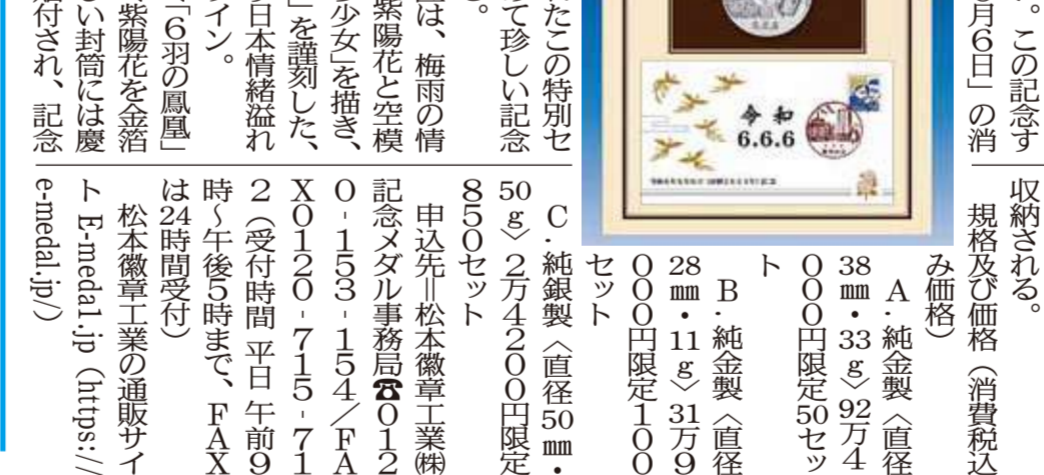 。この記念す
月６日」の消
令和
6.6.6
たこの特別セ
て珍しい記念
。
は、梅雨の情
紫陽花と空模
少女」を描き、
」を謹刻した、
日本情緒溢れ
イン。
「６羽の鳳凰」
紫陽花を金箔
い封筒には慶
付され、記念
収納される。
規格及び価格（消費税込
み価格）
Ａ．純金製〈直径
38㎜・33ｇ〉92万４
０００円限定50セッ
ト
Ｂ．純金製〈直径
28㎜・11ｇ〉31万９
０００円限定１００
セット
Ｃ．純銀製〈直径50㎜・
50ｇ〉２万４２００円限定
８５０セット
申込先＝松本徽章工業㈱
記念メダル事務局☎０１２
０-１５３-１５４／ＦＡ
Ｘ０１２０-７１５-７１
２（受付時間 平日 午前９
時～午後５時まで、ＦＡＸ
は24時間受付）
松本徽章工業の通販サイ
ト E-medal.jp（https://
e-medal.jp/）